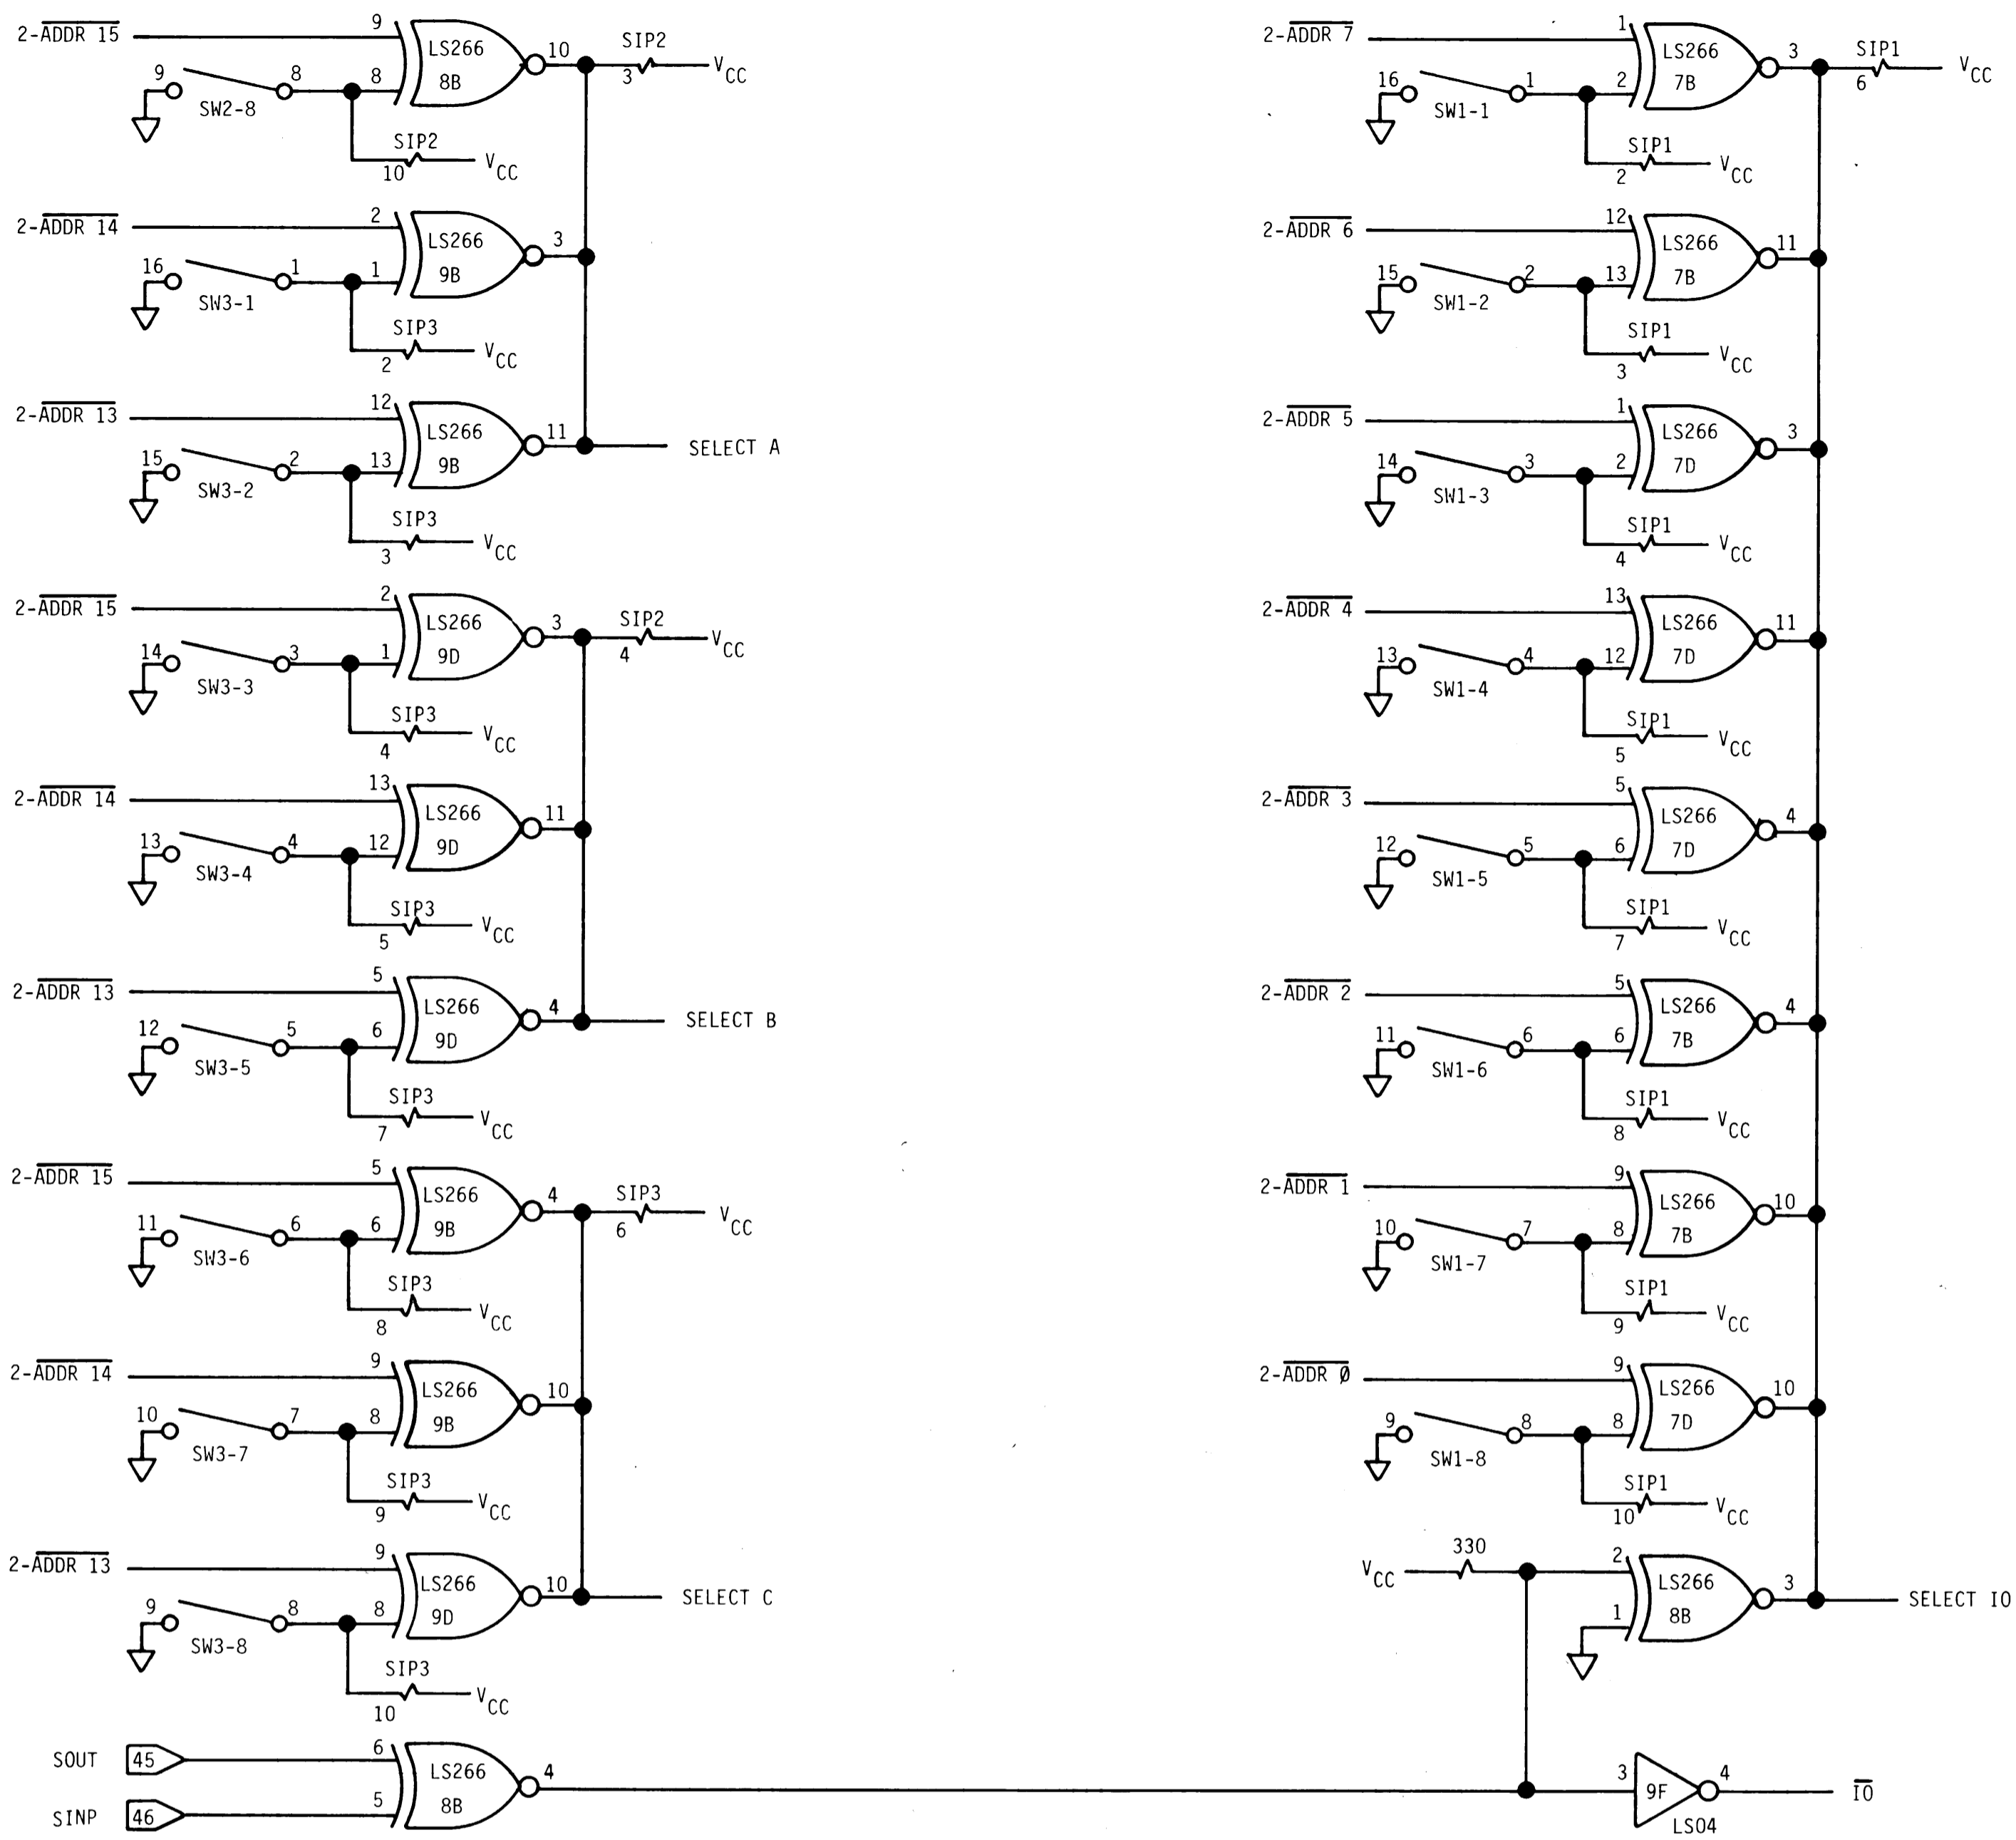 2-ADDR 15 9 LS266 8B 10 SIP2 3 VCC
9 SW2-8 8 8
SIP2 10 VCC
2-ADDR 14 2 LS266 9B 3
16 SW3-1 1 1
SIP3 2 VCC
2-ADDR 13 12 LS266 9B 11 SELECT A
15 SW3-2 2 13
SIP3 3 VCC
2-ADDR 15 2 LS266 9D 3 SIP2 4 VCC
14 SW3-3 3 1
SIP3 4 VCC
2-ADDR 14 13 LS266 9D 11
13 SW3-4 4 12
SIP3 5 VCC
2-ADDR 13 5 LS266 9D 4 SELECT B
12 SW3-5 5 6
SIP3 7 VCC
2-ADDR 15 5 LS266 9B 4 SIP3 6 VCC
11 SW3-6 6 6
SIP3 8 VCC
2-ADDR 14 9 LS266 9B 10
10 SW3-7 7 8
SIP3 9 VCC
2-ADDR 13 9 LS266 9D 10 SELECT C
9 SW3-8 8 8
SIP3 10 VCC
SOUT 45 6 LS266 8B 4
SINP 46 5
2-ADDR 7 1 LS266 7B 3 SIP1 6 VCC
16 SW1-1 1 2
SIP1 2 VCC
2-ADDR 6 12 LS266 7B 11
15 SW1-2 2 13
SIP1 3 VCC
2-ADDR 5 1 LS266 7D 3
14 SW1-3 3 2
SIP1 4 VCC
2-ADDR 4 13 LS266 7D 11
13 SW1-4 4 12
SIP1 5 VCC
2-ADDR 3 5 LS266 7D 4
12 SW1-5 5 6
SIP1 7 VCC
2-ADDR 2 5 LS266 7B 4
11 SW1-6 6 6
SIP1 8 VCC
2-ADDR 1 9 LS266 7B 10
10 SW1-7 7 8
SIP1 9 VCC
2-ADDR Ø 9 LS266 7D 10
9 SW1-8 8 8
SIP1 10 VCC
VCC 330 2 LS266 8B 3 SELECT IO
1
3 9F 4 IO
LS04